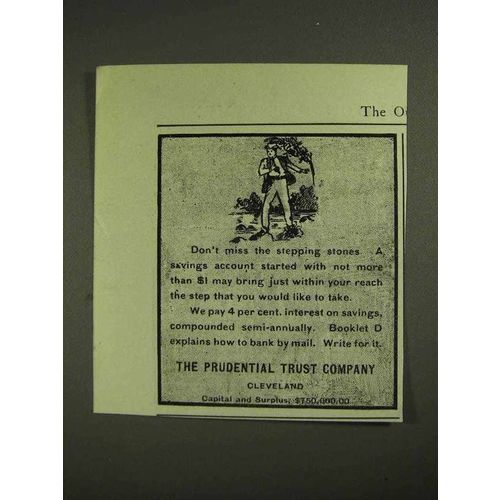 The O
Don't miss the stepping stones. A
savings account started with not more
than $1 may bring just within your reach
the step that you would like to take.
We pay 4 per cent. interest on savings,
compounded semi-annually. Booklet D
explains how to bank by mail. Write for it.
THE PRUDENTIAL TRUST COMPANY
CLEVELAND
Capital and Surplus, $750,000.00